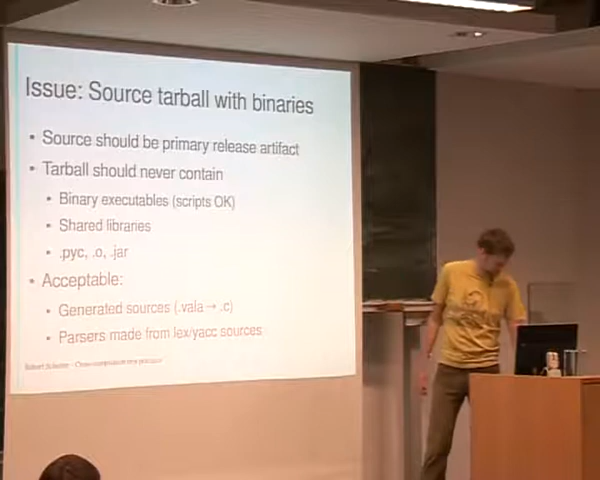 Issue: Source tarball with binaries
• Source should be primary release artifact
• Tarball should never contain
• Binary executables (scripts OK)
• Shared libraries
• .pyc, .o, .jar
• Acceptable:
• Generated sources (.vala → .c)
• Parsers made from lex/yacc sources